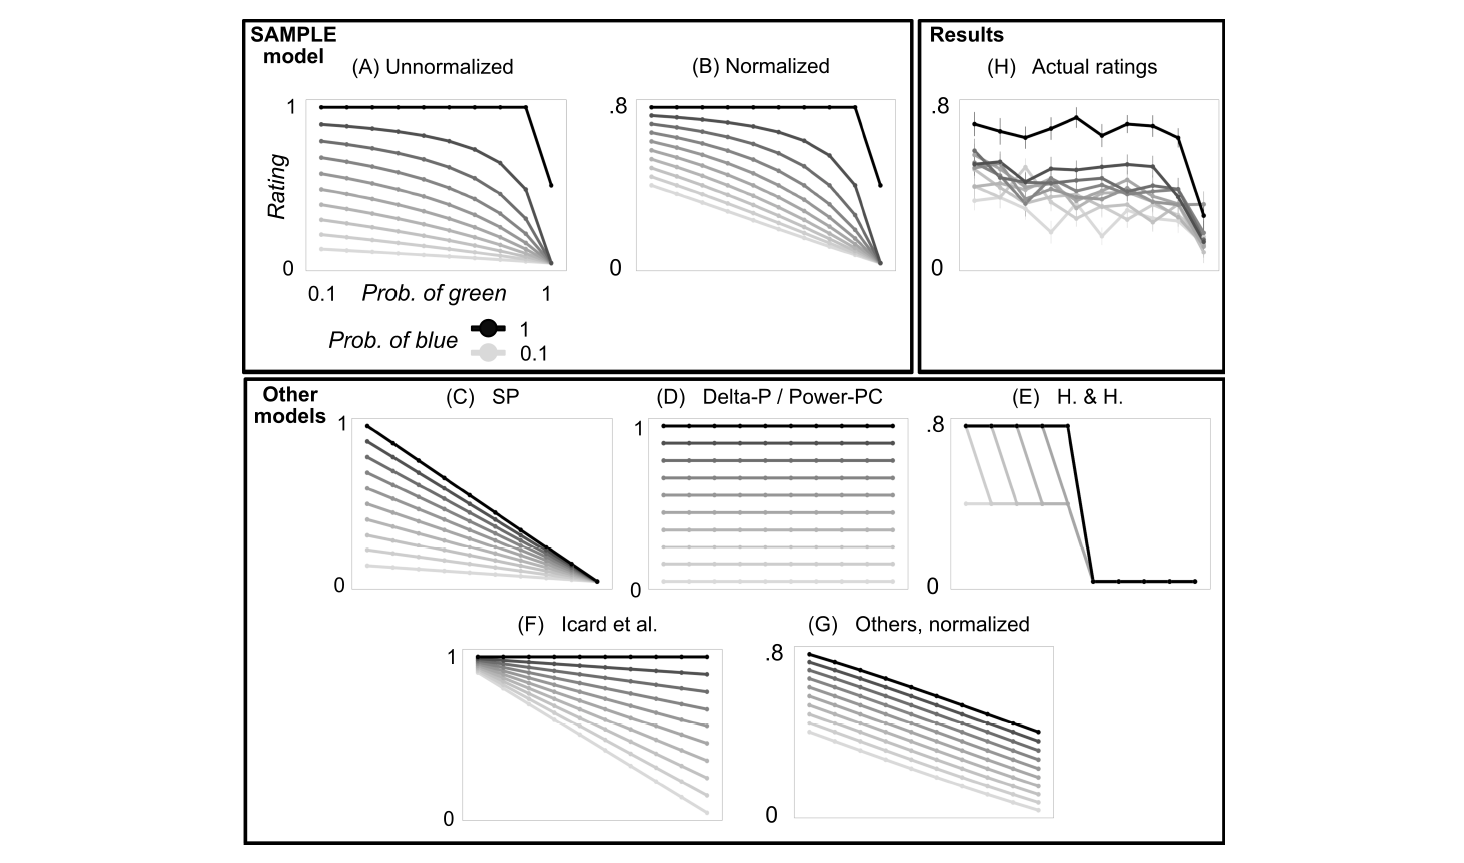 SAMPLE
model
(A) Unnormalized
(B) Normalized
1
Rating
0
0.1 Prob. of green 1
.8
0
Prob. of blue
1
0.1
Results
(H) Actual ratings
.8
0
Other
models
(C) SP
1
0
(D) Delta-P / Power-PC
1
0
(E) H. & H.
.8
0
(F) Icard et al.
1
0
(G) Others, normalized
.8
0